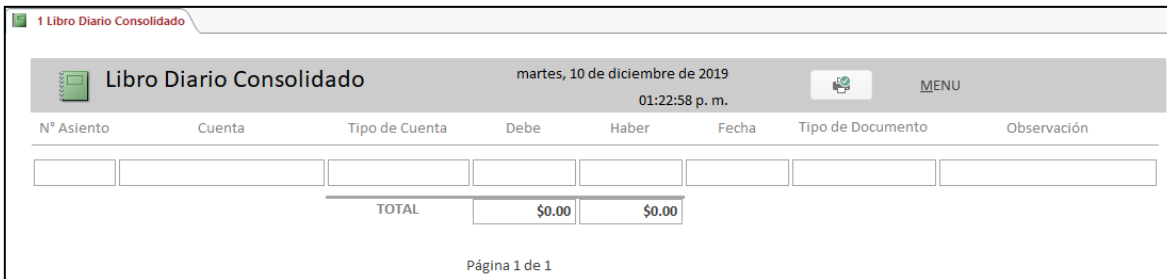 1 Libro Diario Consolidado
Libro Diario Consolidado
martes, 10 de diciembre de 2019
01:22:58 p. m.
MENU
N° Asiento Cuenta Tipo de Cuenta Debe Haber Fecha Tipo de Documento Observación
TOTAL $0.00 $0.00
Página 1 de 1